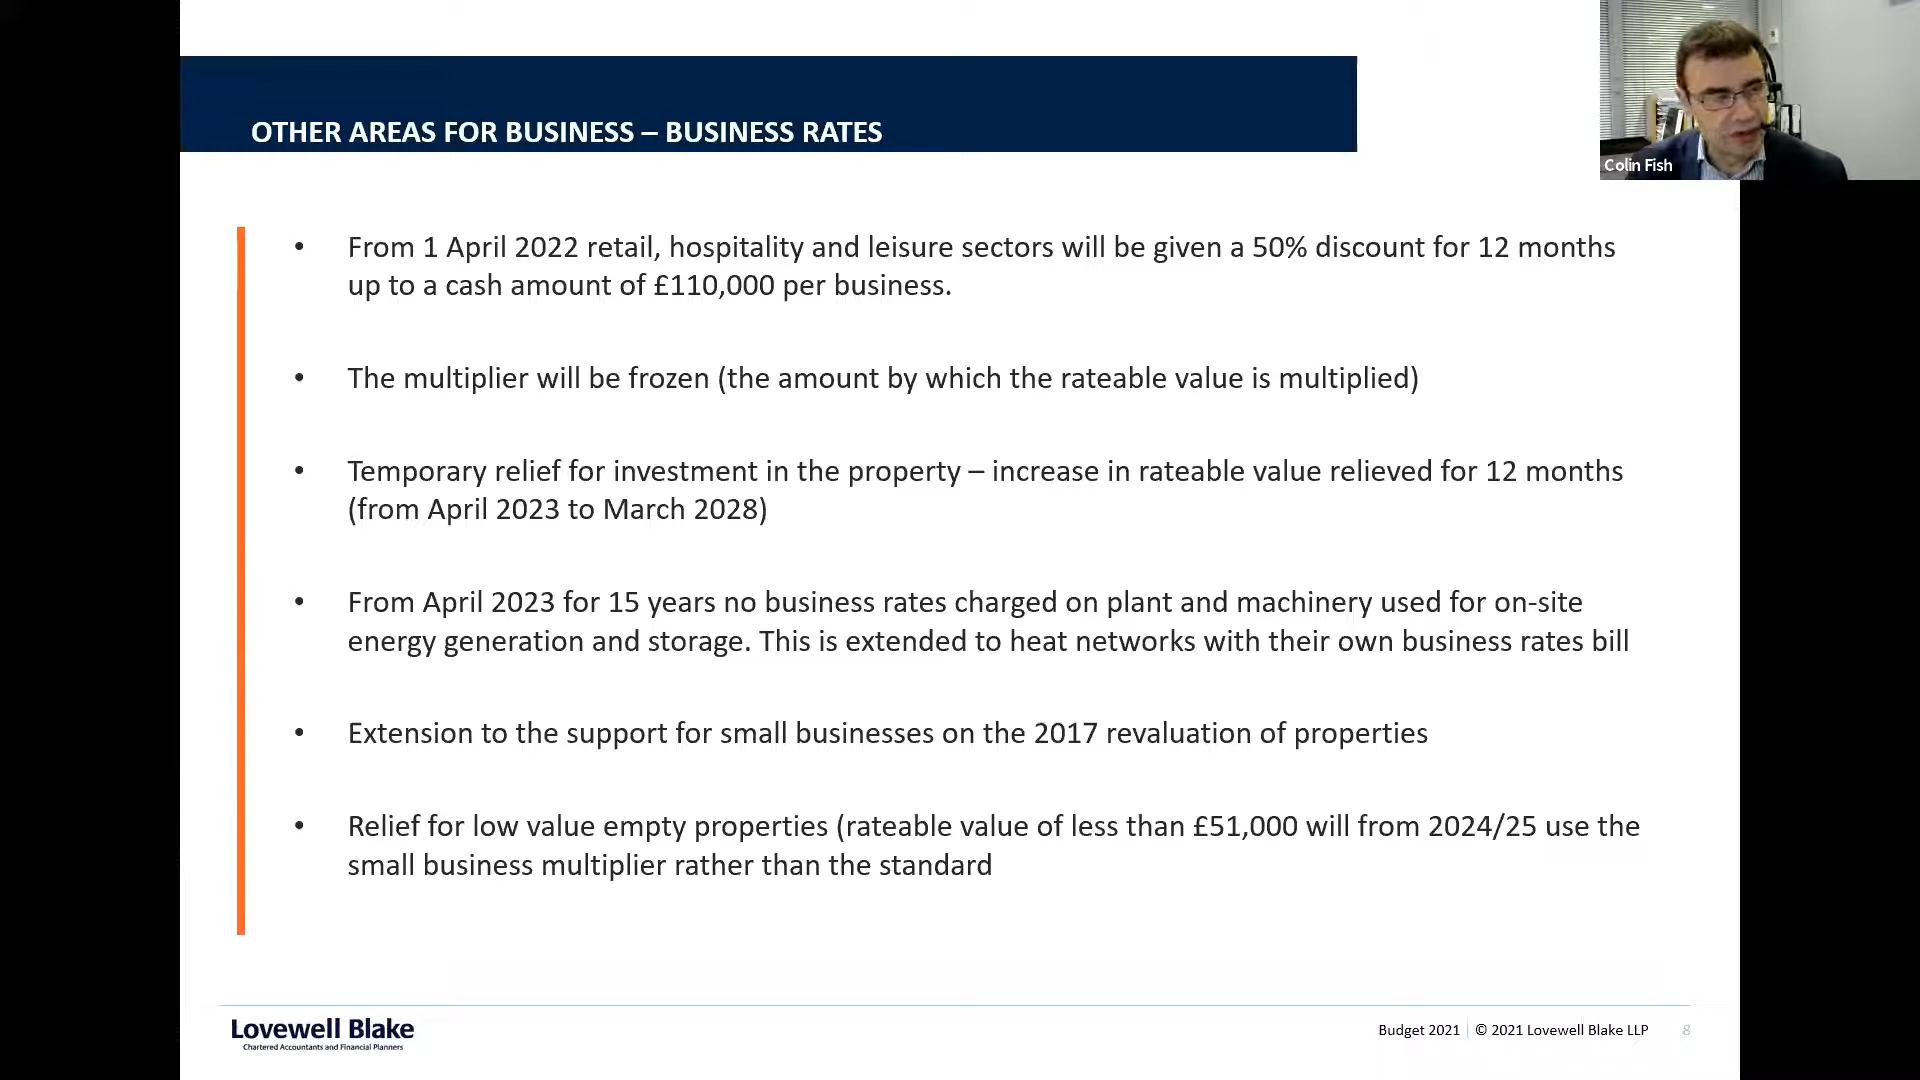 OTHER AREAS FOR BUSINESS – BUSINESS RATES
Colin Fish
• From 1 April 2022 retail, hospitality and leisure sectors will be given a 50% discount for 12 months
up to a cash amount of £110,000 per business.
• The multiplier will be frozen (the amount by which the rateable value is multiplied)
• Temporary relief for investment in the property – increase in rateable value relieved for 12 months
(from April 2023 to March 2028)
• From April 2023 for 15 years no business rates charged on plant and machinery used for on-site
energy generation and storage. This is extended to heat networks with their own business rates bill
• Extension to the support for small businesses on the 2017 revaluation of properties
• Relief for low value empty properties (rateable value of less than £51,000 will from 2024/25 use the
small business multiplier rather than the standard
Lovewell Blake
Chartered Accountants and Financial Planners
Budget 2021 | © 2021 Lovewell Blake LLP 8